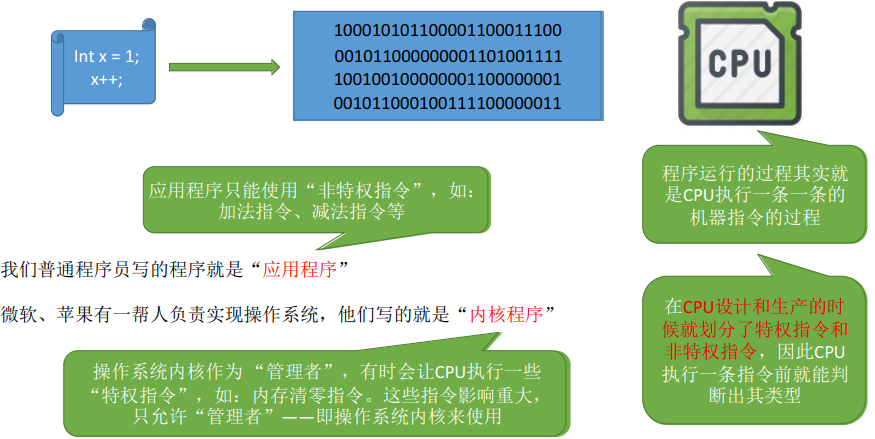 Int x = 1;
x++;
1000101011000011000111​00
0010110000000001101001111
1001001000000001100000001
0010110001001111100000011
CPU
程序运行的过程其实就
是CPU执行一条一条的
机器指令的过程
应用程序只能使用“非特权指令”，如：
加法指令、减法指令等
我们普通程序员写的程序就是“应用程序”
微软、苹果有一帮人负责实现操作系统，他们写的就是“内核程序”
在CPU设计和生产的时
候就划分了特权指令和
非特权指令，因此CPU
执行一条指令前就能判
断出其类型
操作系统内核作为“管理者”，有时会让CPU执行一些
“特权指令”，如：内存清零指令。这些指令影响重大，
只允许“管理者”——即操作系统内核来使用